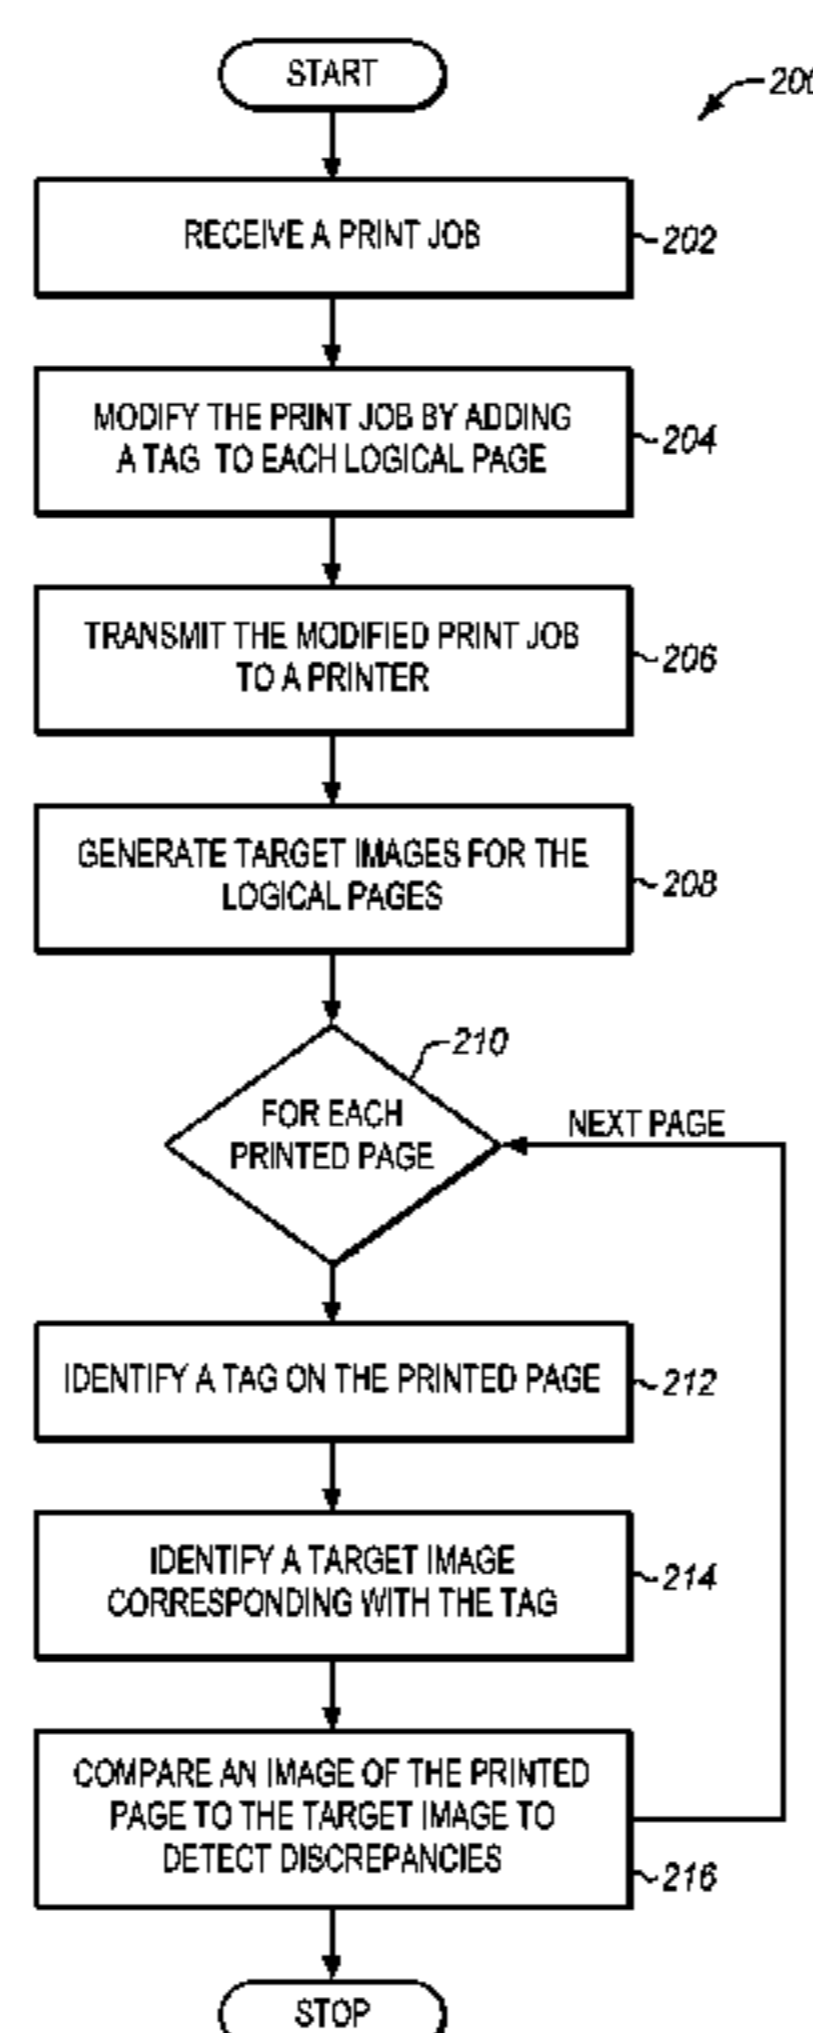 START
200
RECEIVE A PRINT JOB
202
MODIFY THE PRINT JOB BY ADDING
A TAG TO EACH LOGICAL PAGE
204
TRANSMIT THE MODIFIED PRINT JOB
TO A PRINTER
206
GENERATE TARGET IMAGES FOR THE
LOGICAL PAGES
208
210
FOR EACH
PRINTED PAGE
NEXT PAGE
IDENTIFY A TAG ON THE PRINTED PAGE
212
IDENTIFY A TARGET IMAGE
CORRESPONDING WITH THE TAG
214
COMPARE AN IMAGE OF THE PRINTED
PAGE TO THE TARGET IMAGE TO
DETECT DISCREPANCIES
216
STOP